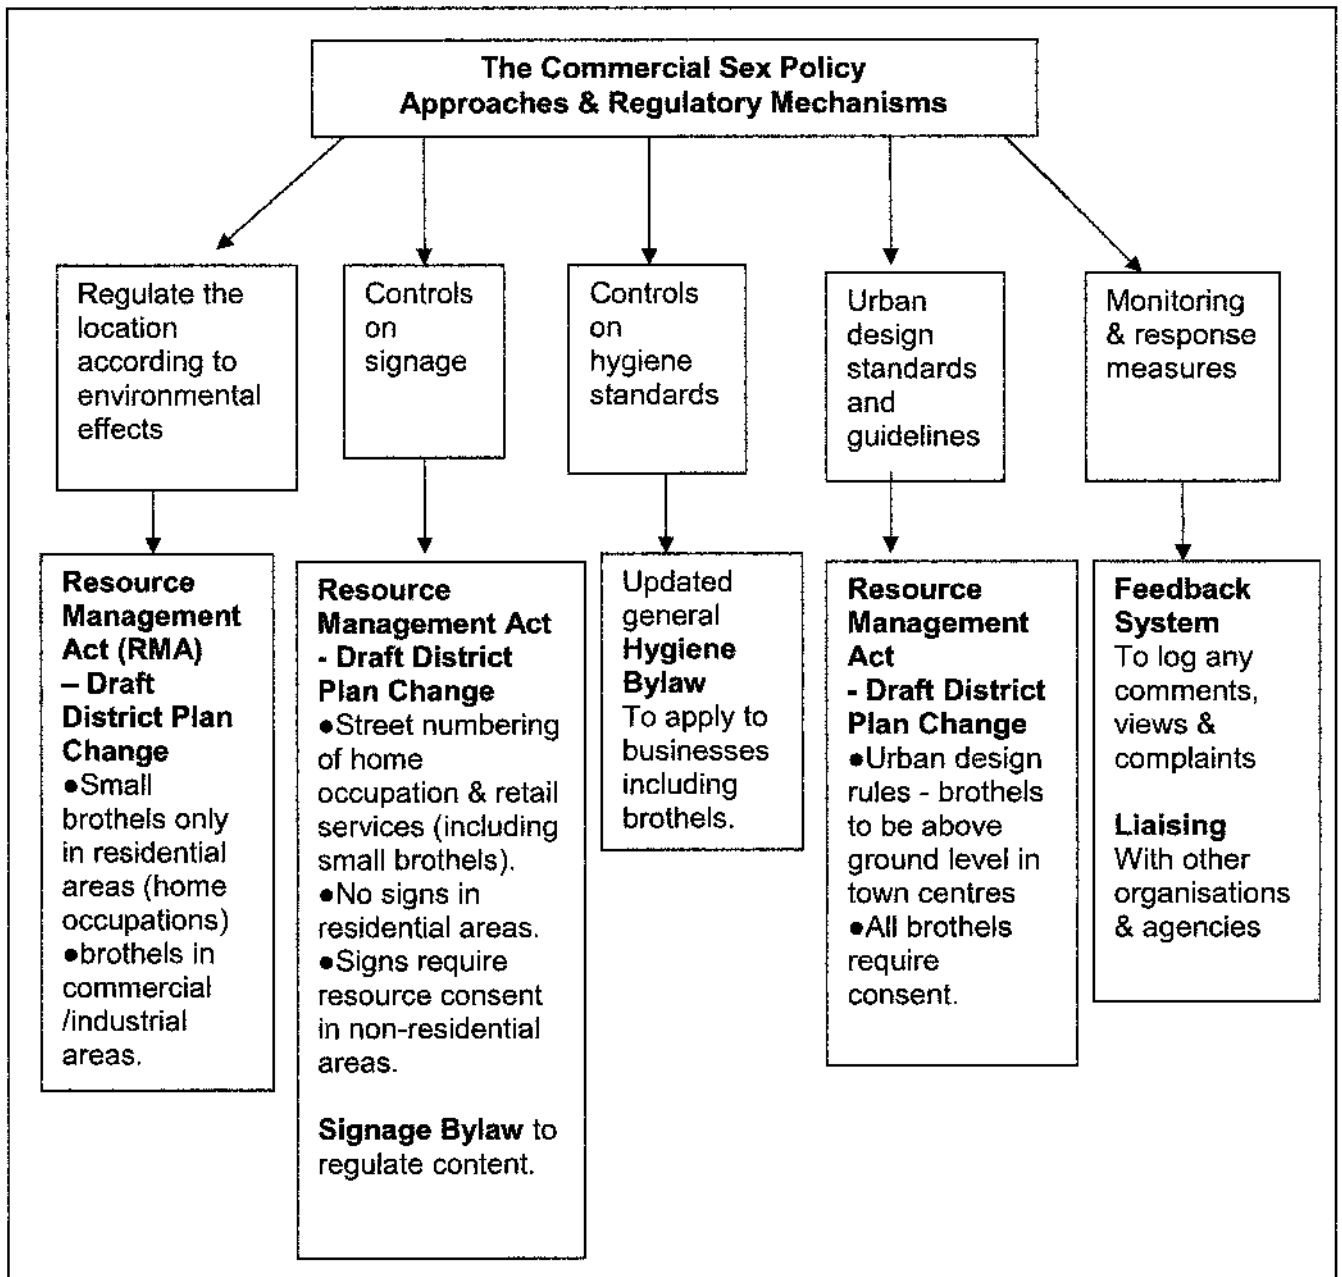 The Commercial Sex Policy
Approaches & Regulatory Mechanisms
Regulate the
location
according to
environmental
effects
Controls
on
signage
Controls
on
hygiene
standards
Urban
design
standards
and
guidelines
Monitoring
& response
measures
Resource
Management
Act (RMA)
– Draft
District Plan
Change
●Small
brothels only
in residential
areas (home
occupations)
●brothels in
commercial
/industrial
areas.
Resource
Management Act
- Draft District
Plan Change
●Street numbering
of home
occupation & retail
services (including
small brothels).
●No signs in
residential areas.
●Signs require
resource consent
in non-residential
areas.
Signage Bylaw to
regulate content.
Updated
general
Hygiene
Bylaw
To apply to
businesses
including
brothels.
Resource
Management
Act
- Draft District
Plan Change
●Urban design
rules - brothels
to be above
ground level in
town centres
●All brothels
require
consent.
Feedback
System
To log any
comments,
views &
complaints
Liaising
With other
organisations
& agencies